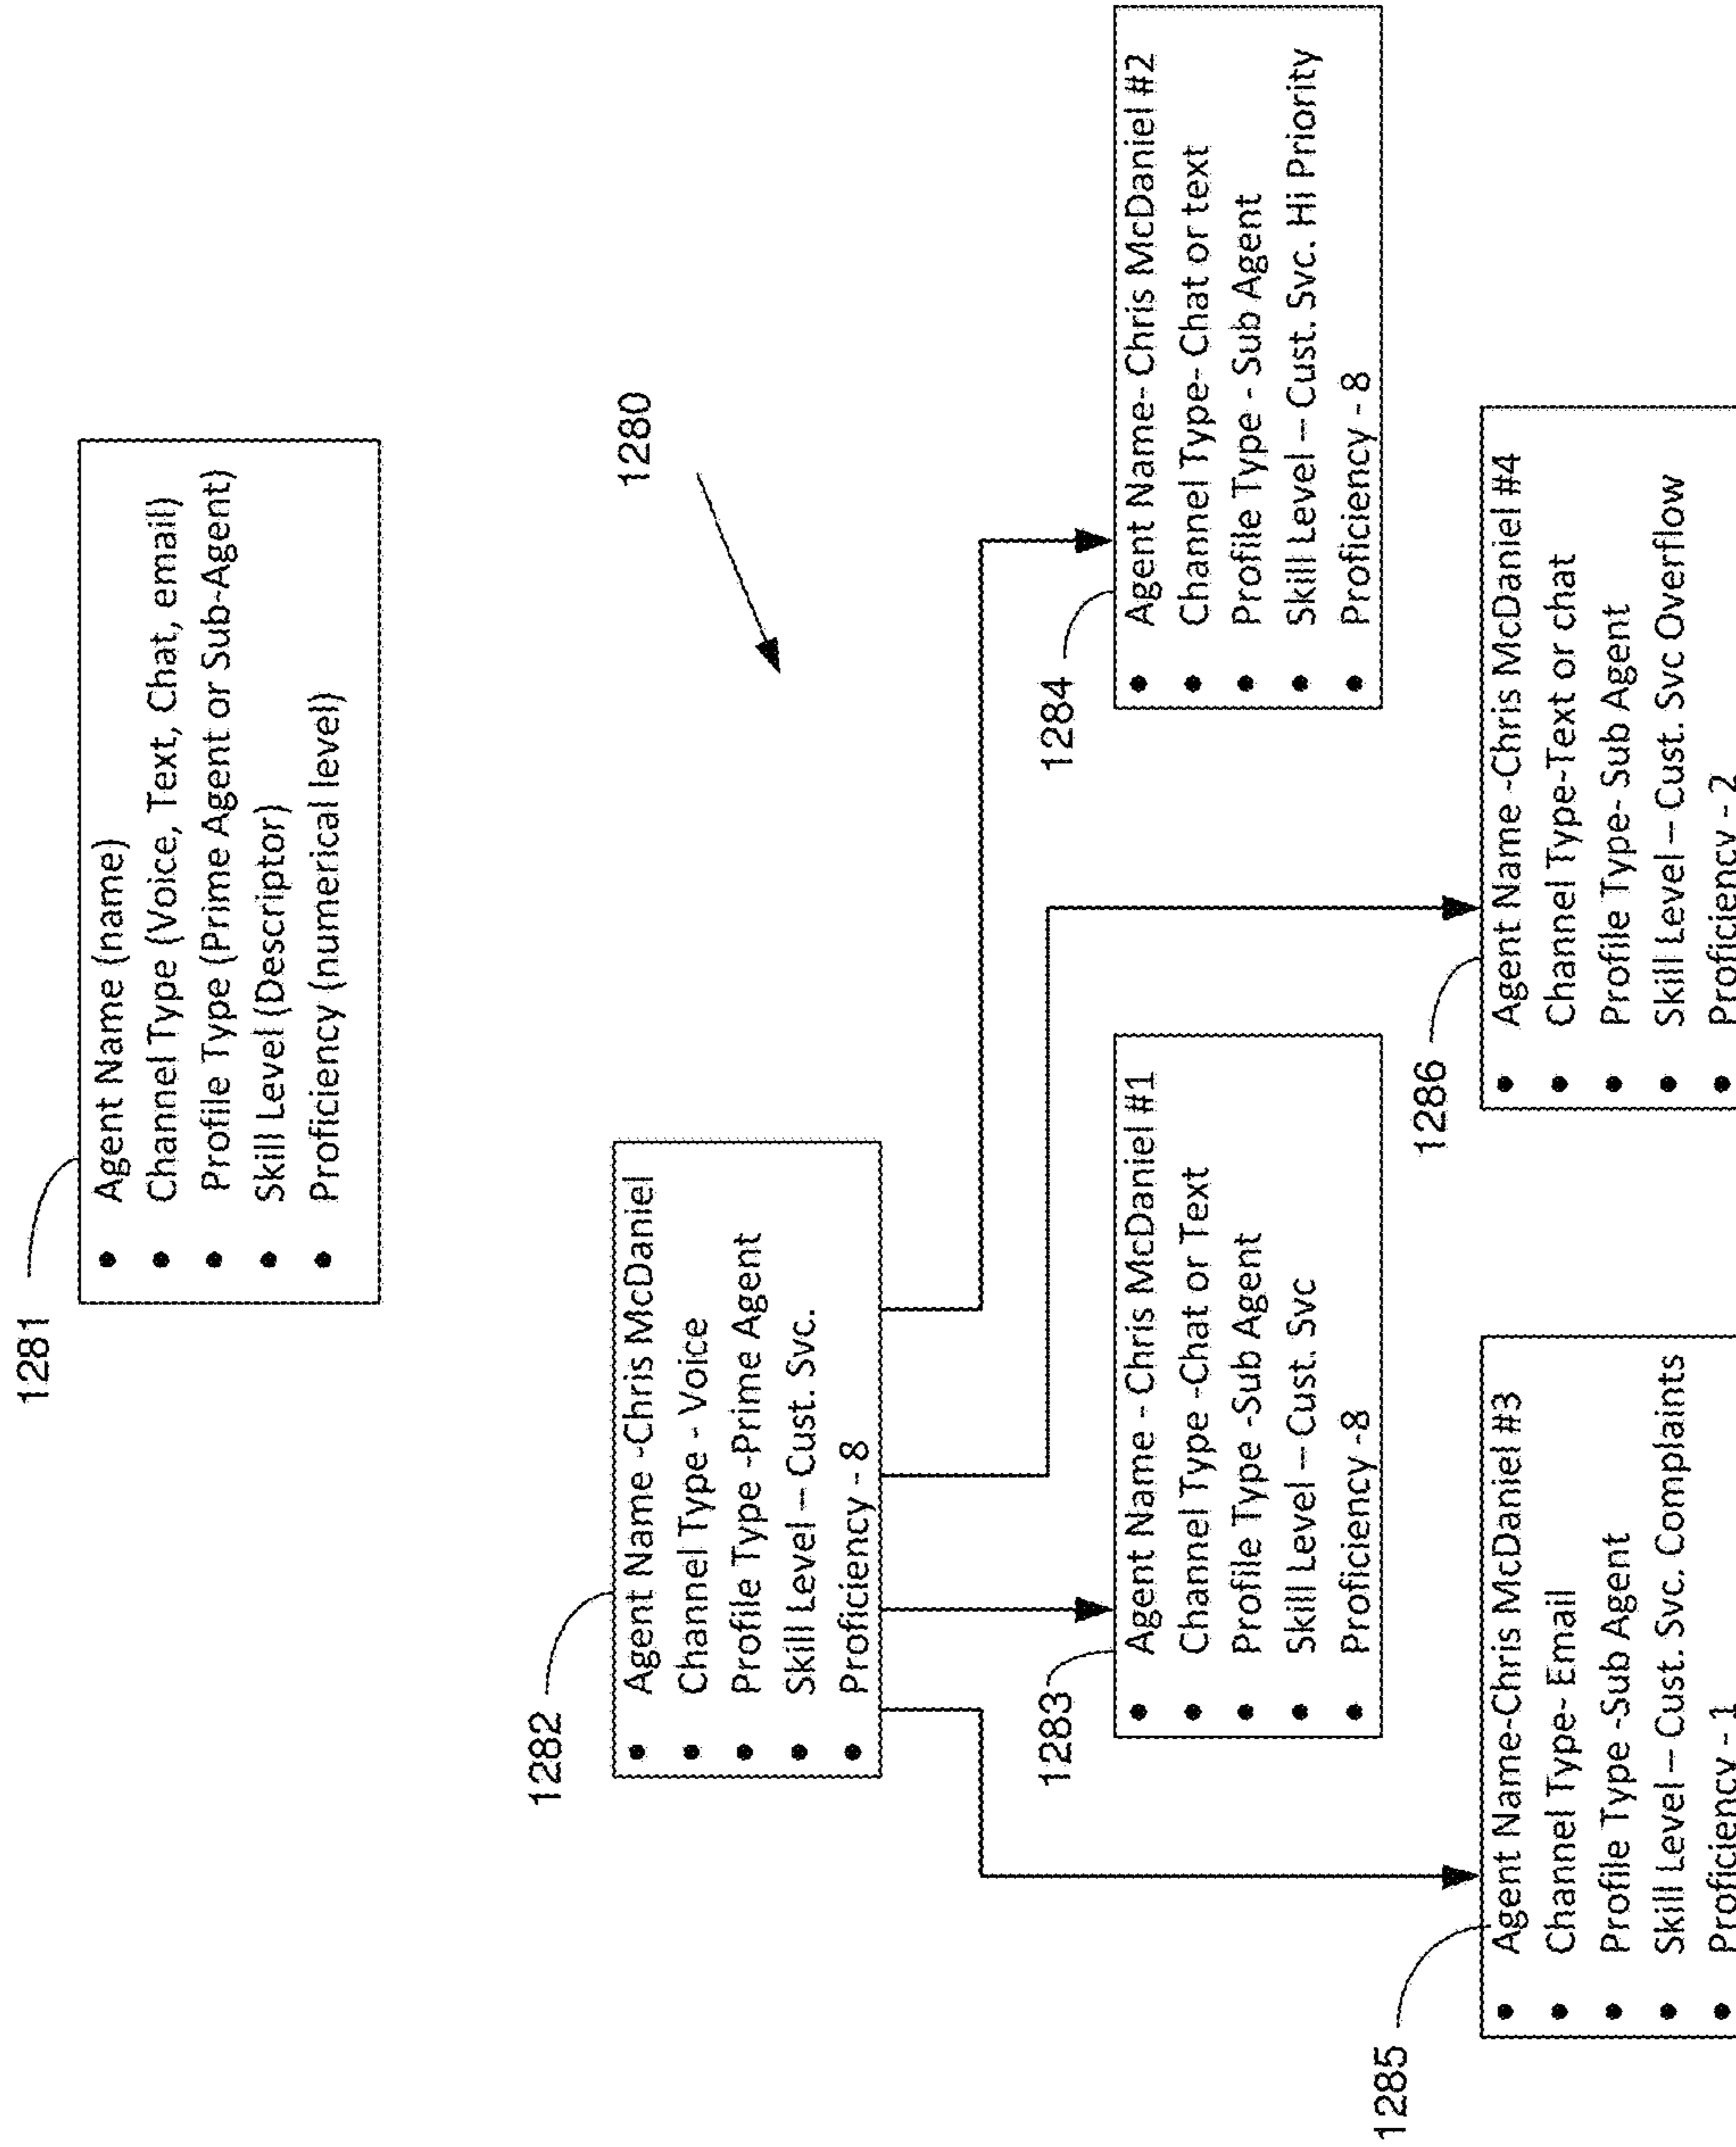 1281
Agent Name (name)
Channel Type (Voice, Text, Chat, email)
Profile Type (Prime Agent or Sub-Agent)
Skill Level (Descriptor)
Proficiency (numerical level)
1280
1282
Agent Name -Chris McDaniel
Channel Type - Voice
Profile Type -Prime Agent
Skill Level – Cust. Svc.
Proficiency - 8
1283
Agent Name - Chris McDaniel #1
Channel Type -Chat or Text
Profile Type -Sub Agent
Skill Level – Cust. Svc
Proficiency -8
1284
Agent Name- Chris McDaniel #2
Channel Type- Chat or text
Profile Type - Sub Agent
Skill Level – Cust. Svc. Hi Priority
Proficiency - 8
1285
Agent Name-Chris McDaniel #3
Channel Type- Email
Profile Type -Sub Agent
Skill Level – Cust. Svc. Complaints
Proficiency - 1
1286
Agent Name -Chris McDaniel #4
Channel Type-Text or chat
Profile Type- Sub Agent
Skill Level – Cust. Svc Overflow
Proficiency - 2